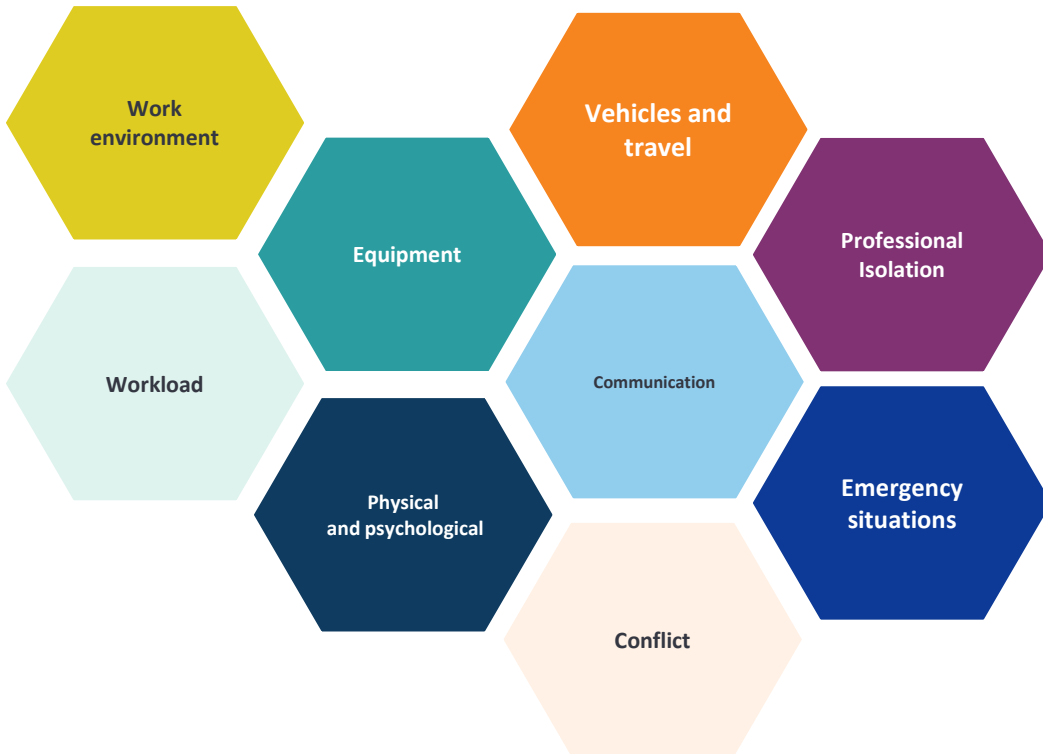 Work
environment
Vehicles and
travel
Equipment
Professional
Isolation
Workload
Communication
Physical
and psychological
Emergency
situations
Conflict